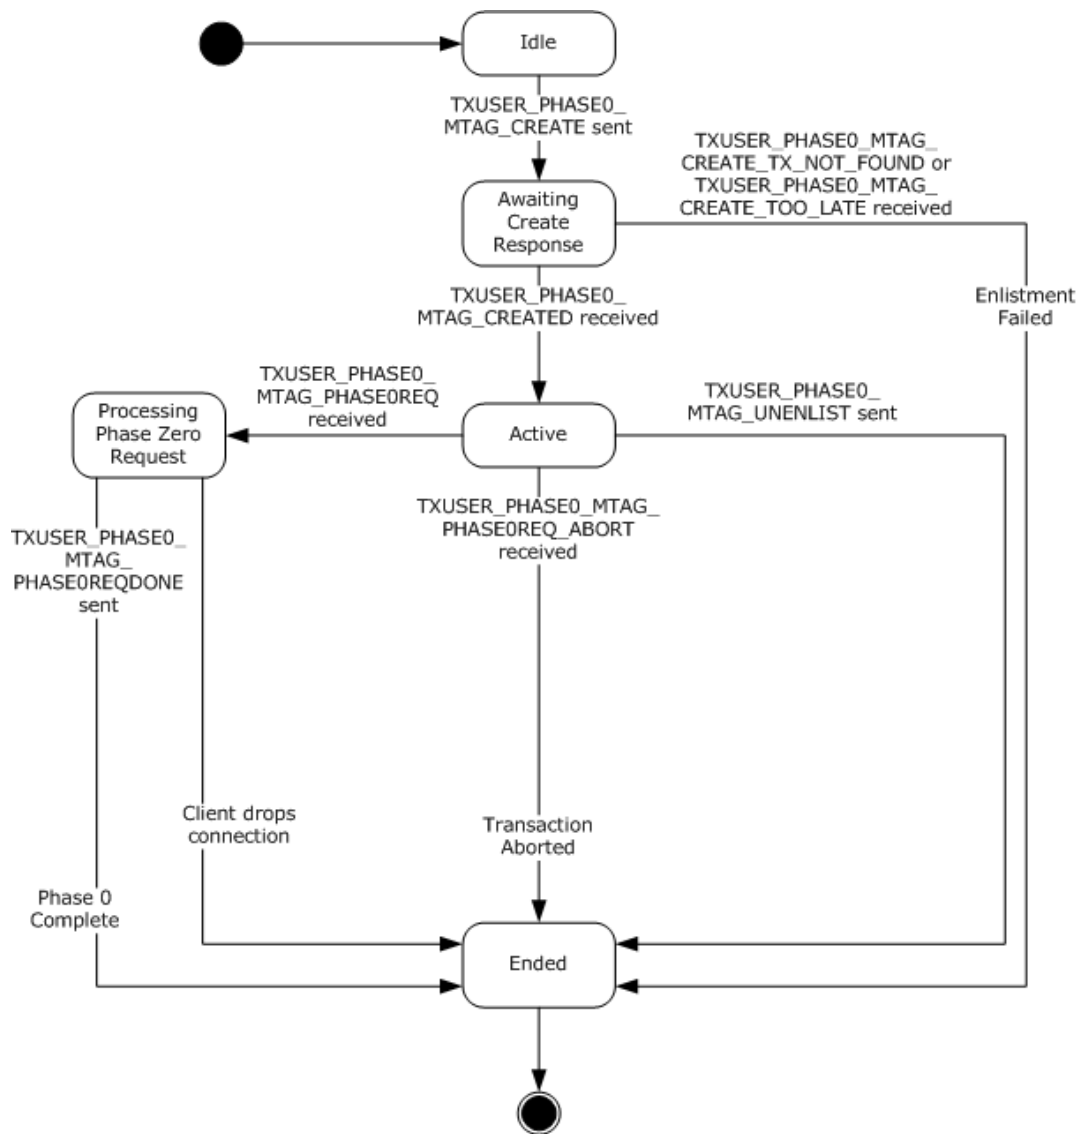 Idle
TXUSER_PHASE0_
MTAG_CREATE sent
TXUSER_PHASE0_MTAG_
CREATE_TX_NOT_FOUND or
TXUSER_PHASE0_MTAG_
CREATE_TOO_LATE received
Awaiting
Create
Response
TXUSER_PHASE0_
MTAG_CREATED received
Enlistment
Failed
TXUSER_PHASE0_
MTAG_PHASE0REQ
received
TXUSER_PHASE0_
MTAG_UNENLIST sent
Processing
Phase Zero
Request
Active
TXUSER_PHASE0_MTAG_
PHASE0REQ_ABORT
received
TXUSER_PHASE0_
MTAG_
PHASE0REQDONE
sent
Client drops
connection
Transaction
Aborted
Phase 0
Complete
Ended